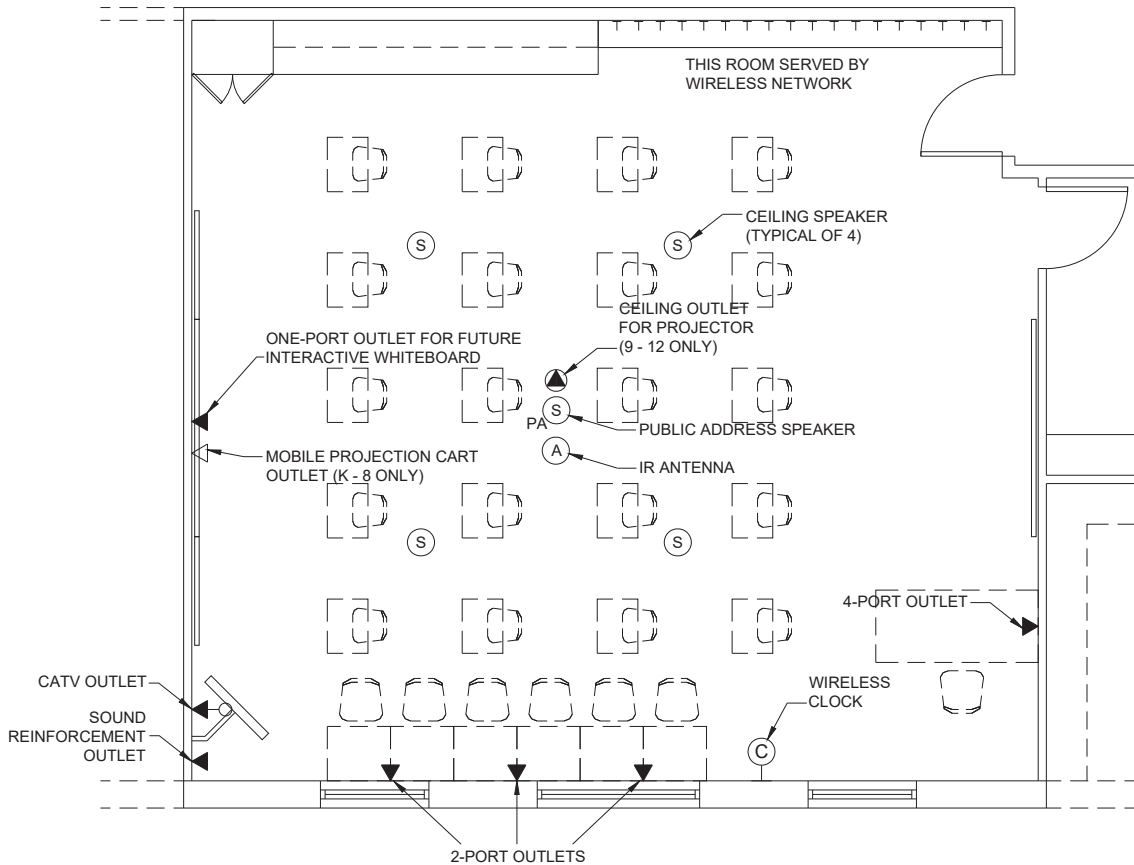 THIS ROOM SERVED BY
WIRELESS NETWORK
CEILING SPEAKER
(TYPICAL OF 4)
S
S
CEILING OUTLET
FOR PROJECTOR
(9 - 12 ONLY)
ONE-PORT OUTLET FOR FUTURE
INTERACTIVE WHITEBOARD
S
PA
PUBLIC ADDRESS SPEAKER
MOBILE PROJECTION CART
OUTLET (K - 8 ONLY)
A
IR ANTENNA
S
S
4-PORT OUTLET
CATV OUTLET
WIRELESS
CLOCK
SOUND
REINFORCEMENT
OUTLET
C
2-PORT OUTLETS